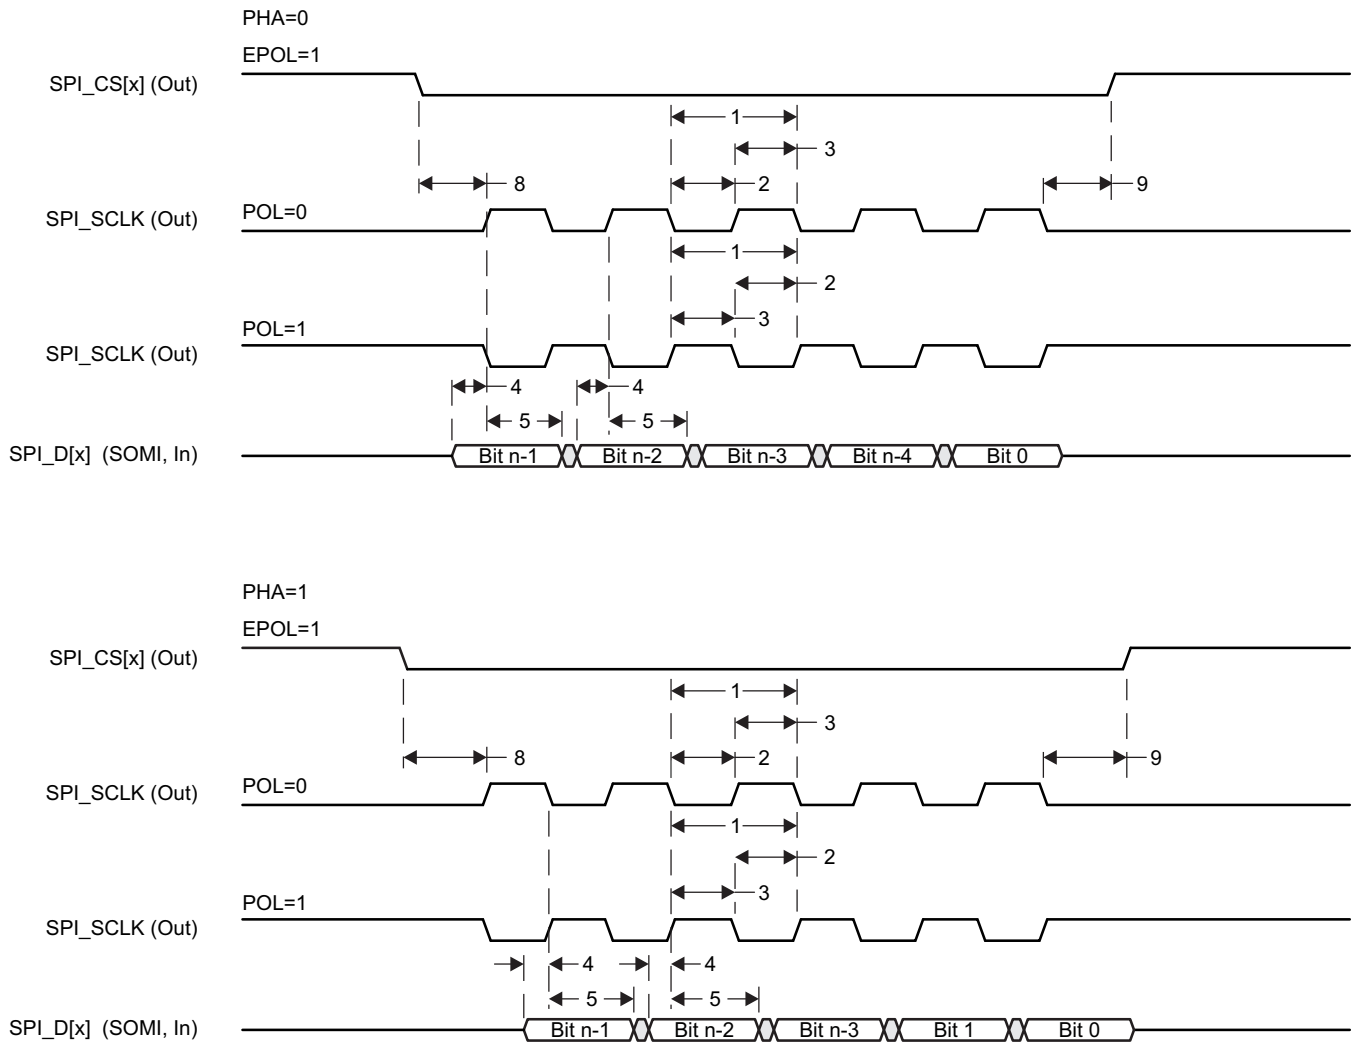 PHA=0
EPOL=1
SPI_CS[x] (Out)
1
3
8
2
9
SPI_SCLK (Out)
POL=0
1
2
3
POL=1
SPI_SCLK (Out)
4
4
5
5
SPI_D[x] (SOMI, In)
Bit n-1
Bit n-2
Bit n-3
Bit n-4
Bit 0
PHA=1
EPOL=1
SPI_CS[x] (Out)
1
3
8
2
9
SPI_SCLK (Out)
POL=0
1
2
3
POL=1
SPI_SCLK (Out)
4
4
5
5
SPI_D[x] (SOMI, In)
Bit n-1
Bit n-2
Bit n-3
Bit 1
Bit 0